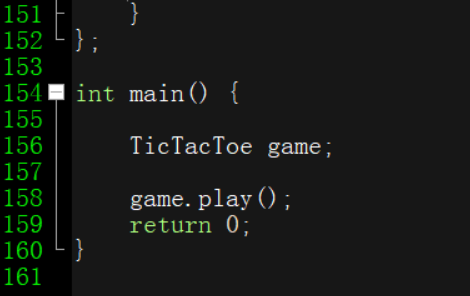 151 }
152 };
153
154 int main() {
155
156 TicTacToe game;
157
158 game.play();
159 return 0;
160 }
161